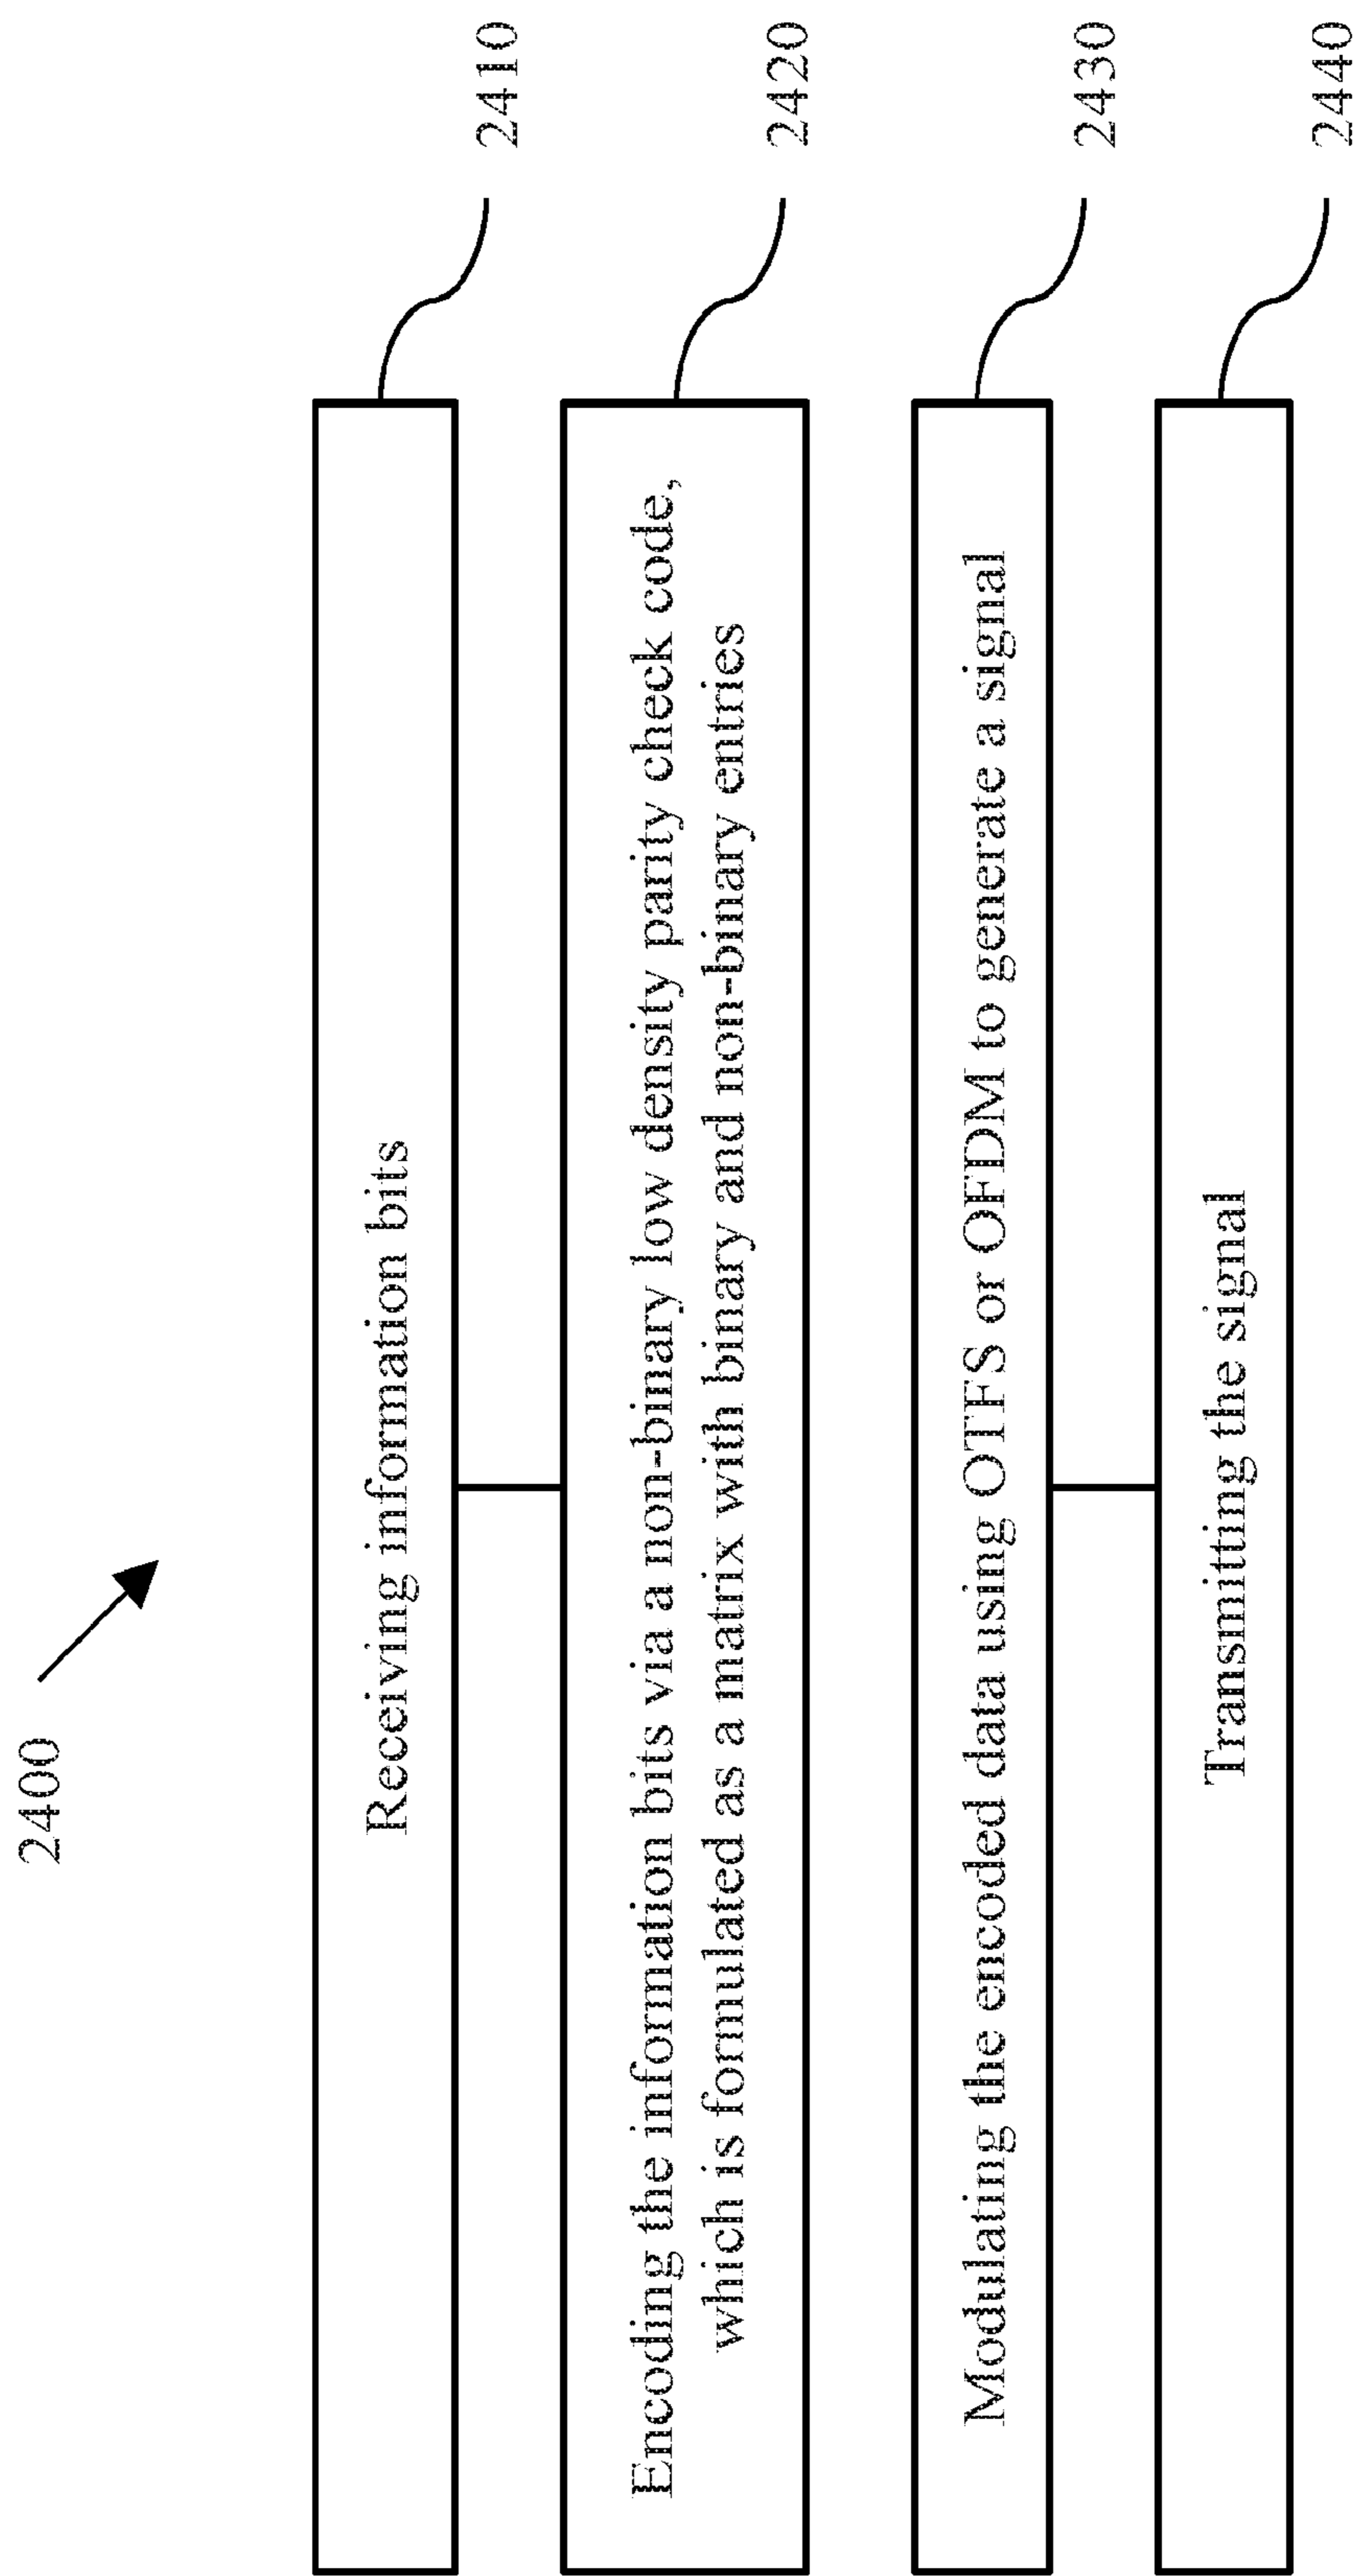 2400
Receiving information bits
2410
Encoding the information bits via a non-binary low density parity check code,
which is formulated as a matrix with binary and non-binary entries
2420
Modulating the encoded data using OTFS or OFDM to generate a signal
2430
Transmitting the signal
2440